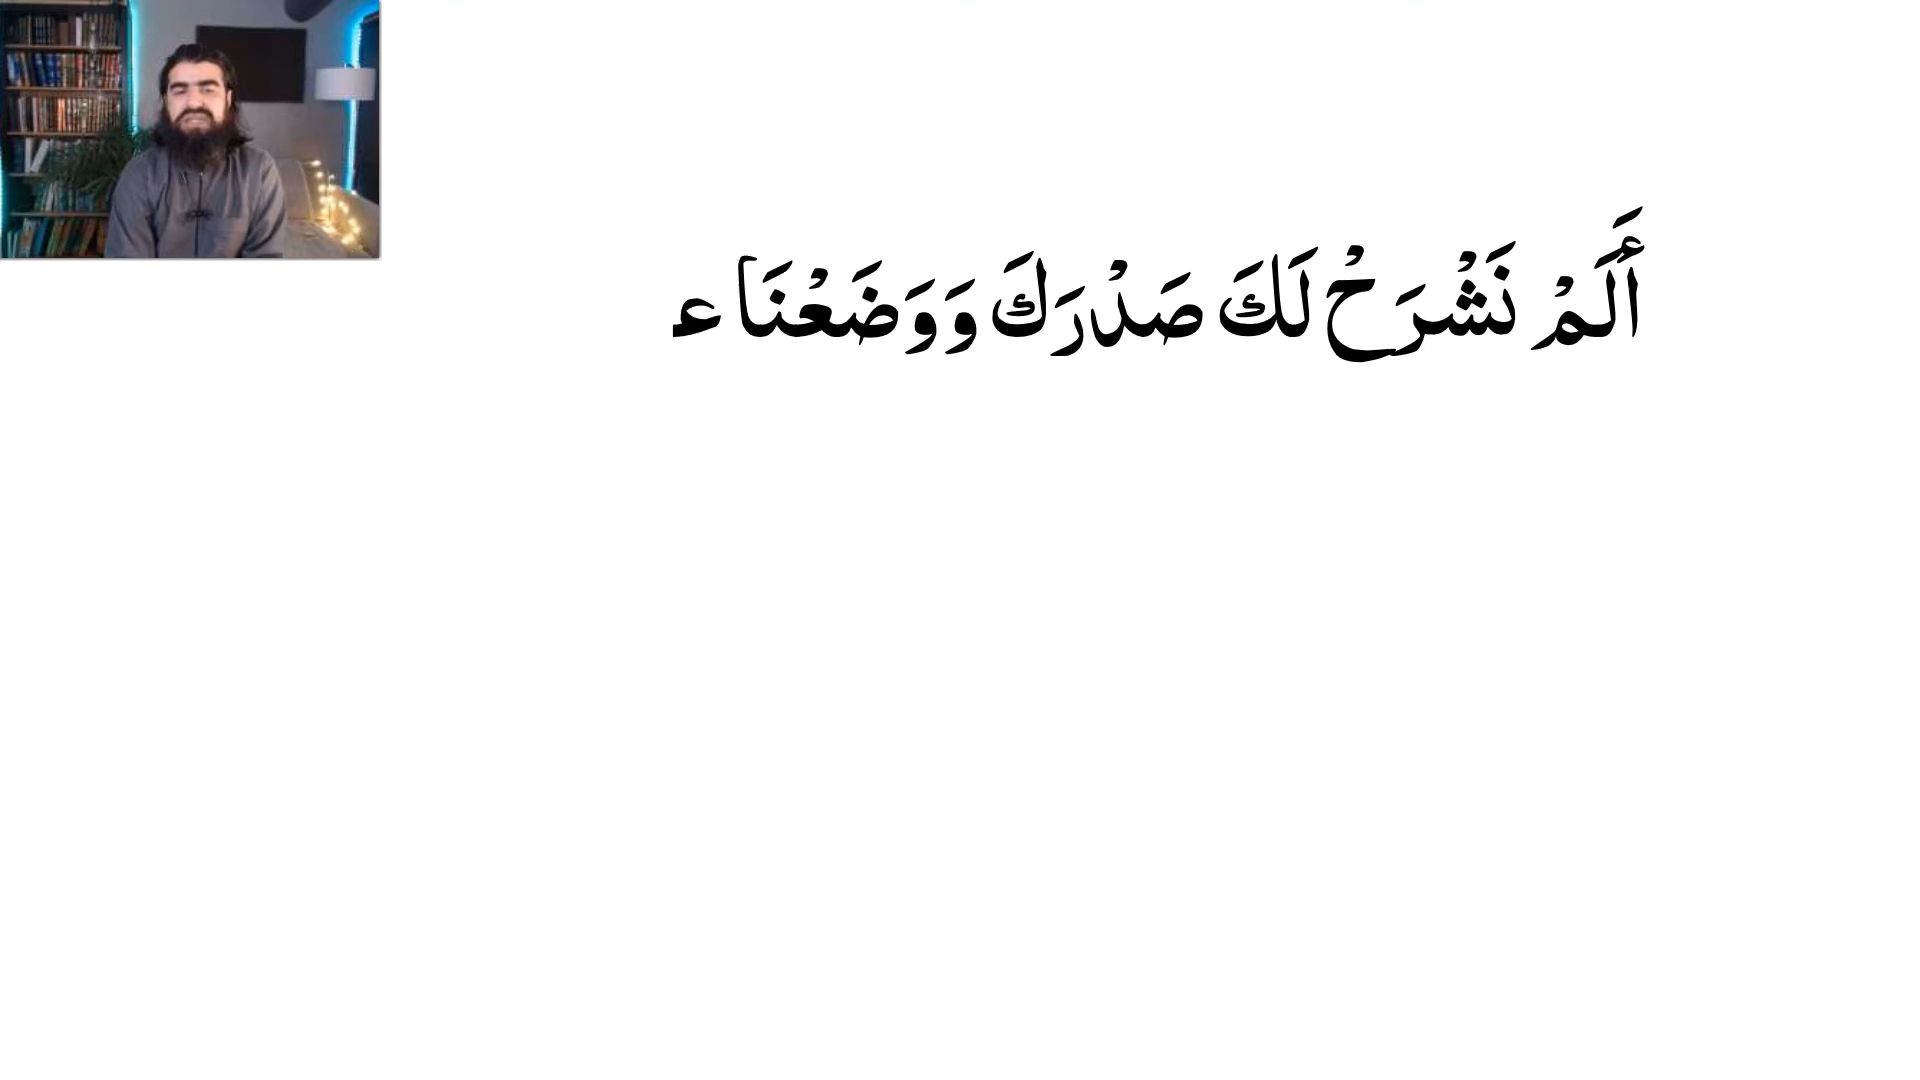 أَلَمْ نَشْرَحْ لَكَ صَدْرَكَ وَوَضَعْنَا ع